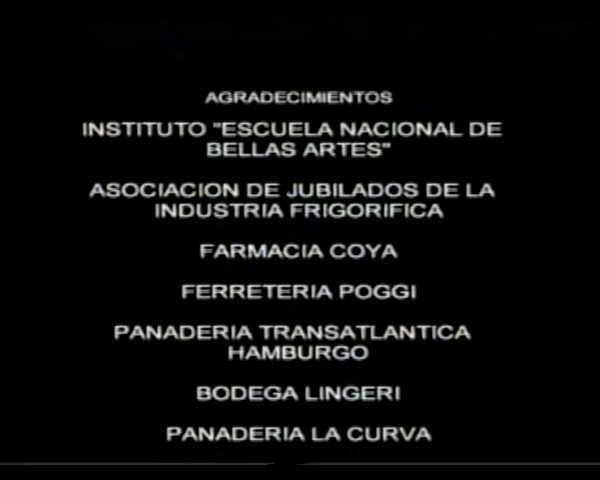 AGRADECIMIENTOS
INSTITUTO "ESCUELA NACIONAL DE
BELLAS ARTES"
ASOCIACION DE JUBILADOS DE LA
INDUSTRIA FRIGORIFICA
FARMACIA COYA
FERRETERIA POGGI
PANADERIA TRANSATLANTICA
HAMBURGO
BODEGA LINGERI
PANADERIA LA CURVA